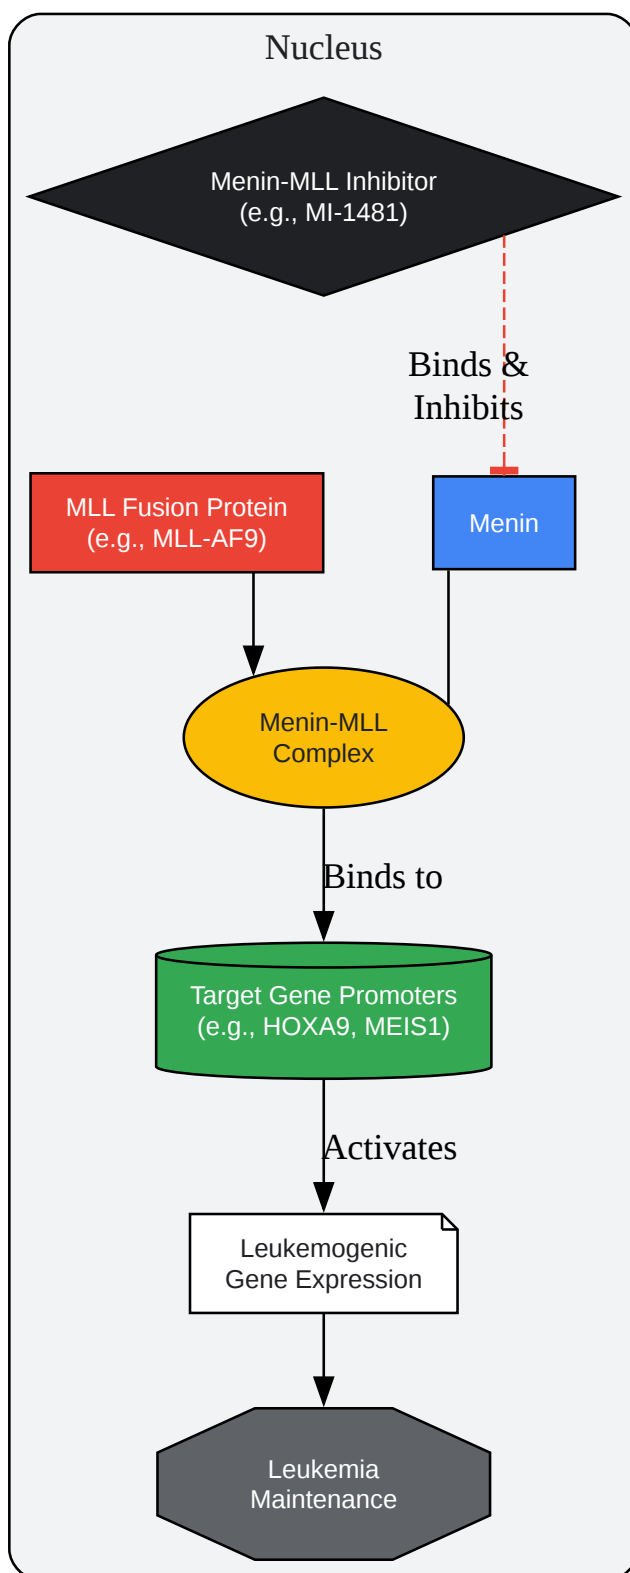 Nucleus
Menin-MLL Inhibitor
(e.g., MI-1481)
Binds &
Inhibits
MLL Fusion Protein
(e.g., MLL-AF9)
Menin
Menin-MLL
Complex
Binds to
Target Gene Promoters
(e.g., HOXA9, MEIS1)
Activates
Leukemogenic
Gene Expression
Leukemia
Maintenance